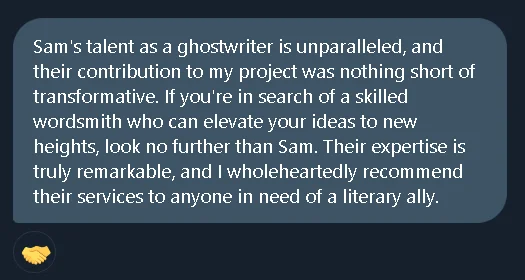 Sam's talent as a ghostwriter is unparalleled, and
their contribution to my project was nothing short of
transformative. If you're in search of a skilled
wordsmith who can elevate your ideas to new
heights, look no further than Sam. Their expertise is
truly remarkable, and I wholeheartedly recommend
their services to anyone in need of a literary ally.